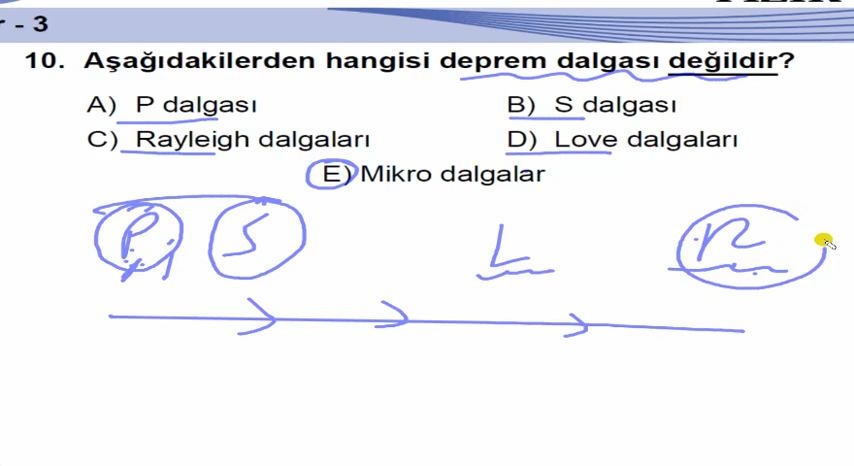 r - 3
10. Aşağıdakilerden hangisi deprem dalgası değildir?
A) P dalgası B) S dalgası
C) Rayleigh dalgaları D) Love dalgaları
E) Mikro dalgalar
P S L R